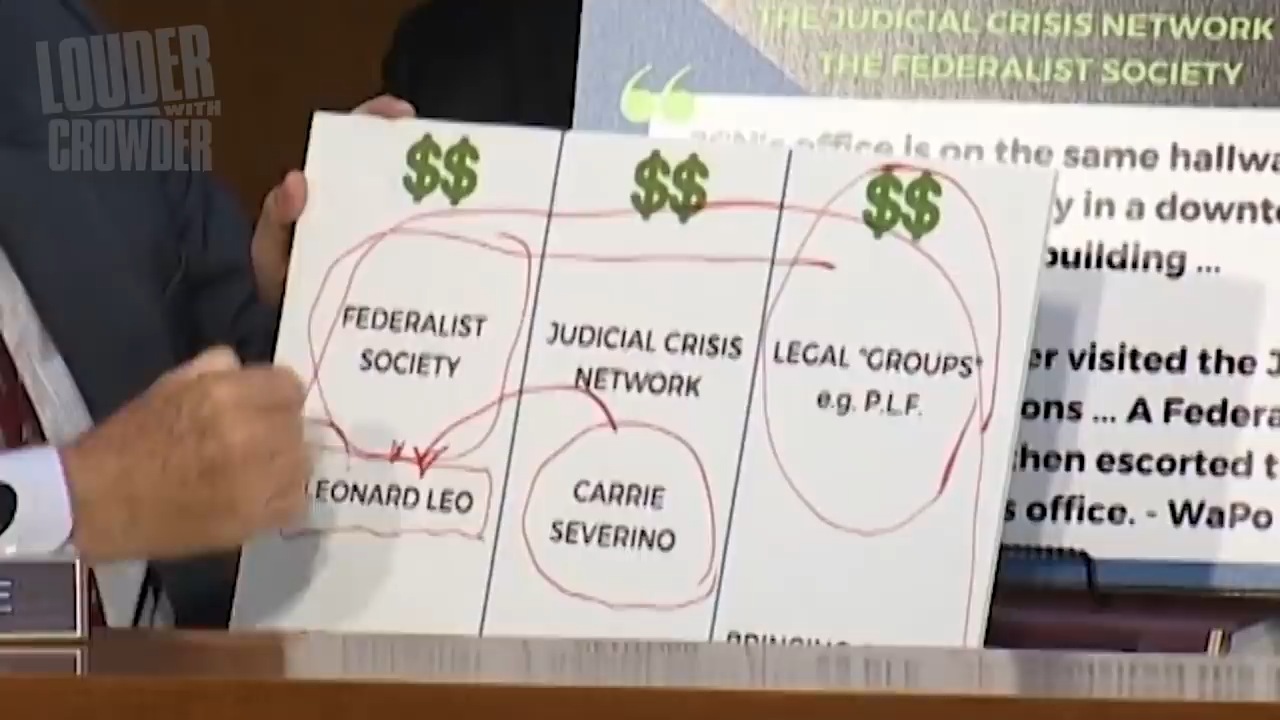 LOUDER
WITH
CROWDER
THE JUDICIAL CRISIS NETWORK
THE FEDERALIST SOCIETY
“
office is on the same hallwa
y in a downto
building ...
er visited the J
ons ... A Federa
then escorted t
s office. - WaPo
$$ $$ $$
FEDERALIST
SOCIETY
LEONARD LEO
JUDICIAL CRISIS
NETWORK
CARRIE
SEVERINO
LEGAL "GROUPS"
e.g. P.L.F.
E